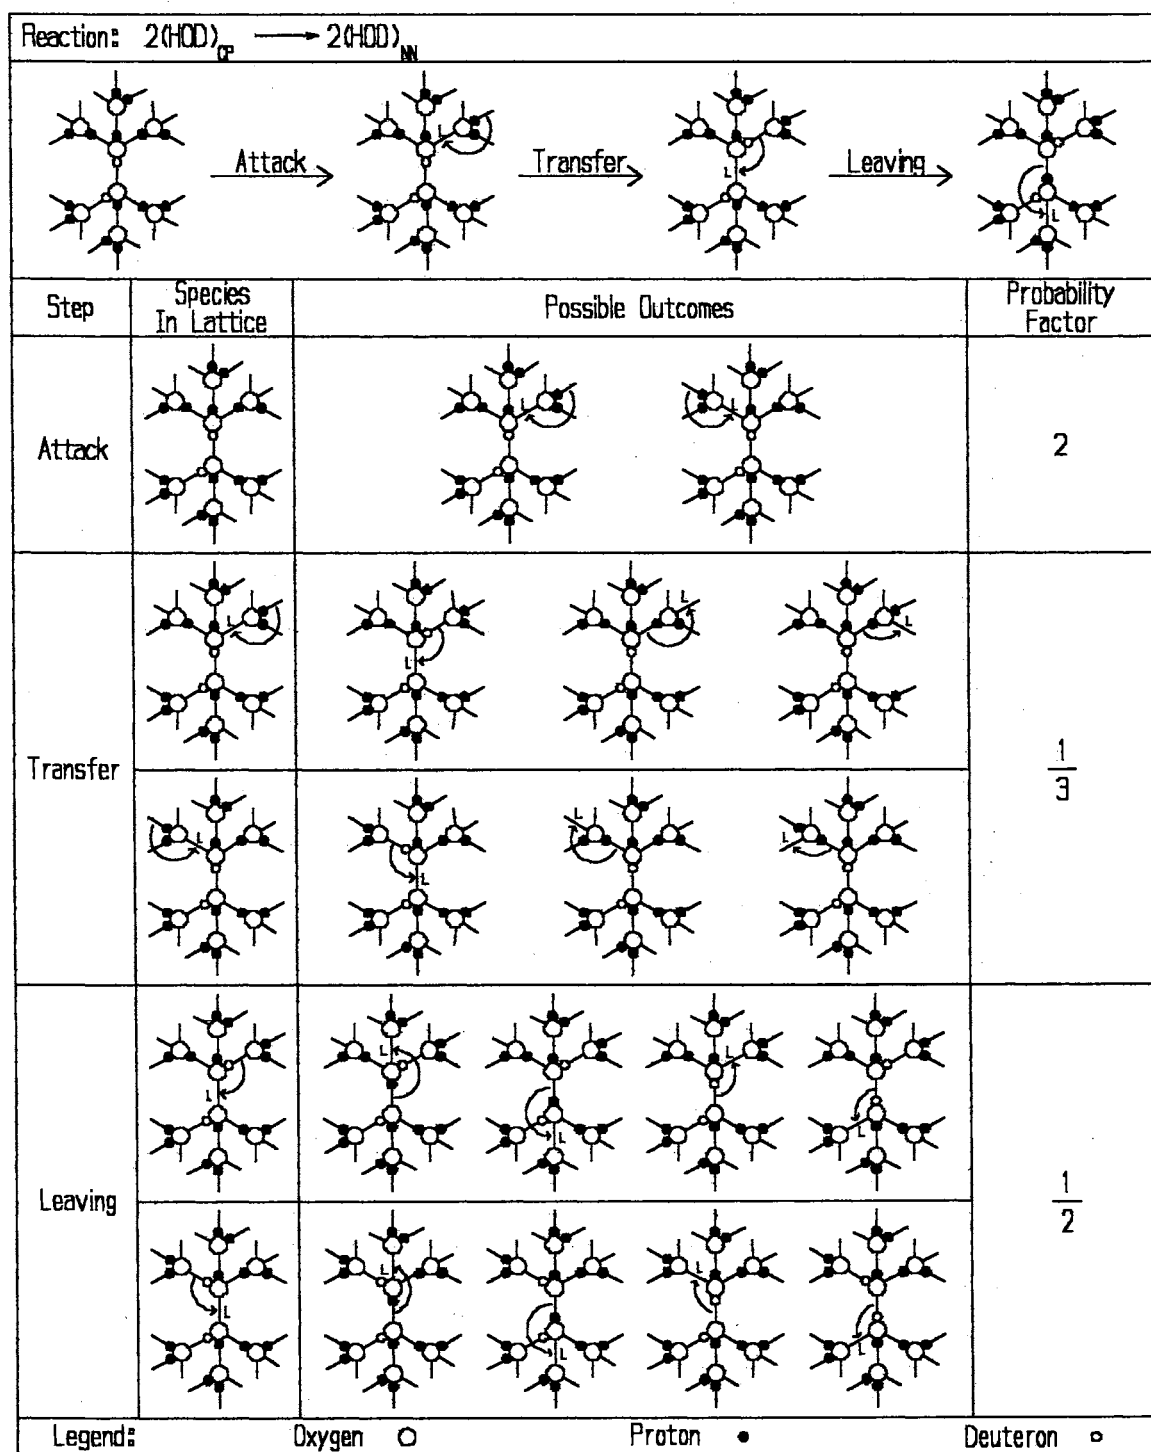 Reaction: 2(HOD)CP ⟶ 2(HOD)NN
Attack Transfer Leaving
L L L
Step Species In Lattice Possible Outcomes Probability Factor
Attack L L 2
Transfer L L L L 1/3
L L L L
Leaving L L L L L 1/2
L L L L L
Legend: Oxygen Proton Deuteron